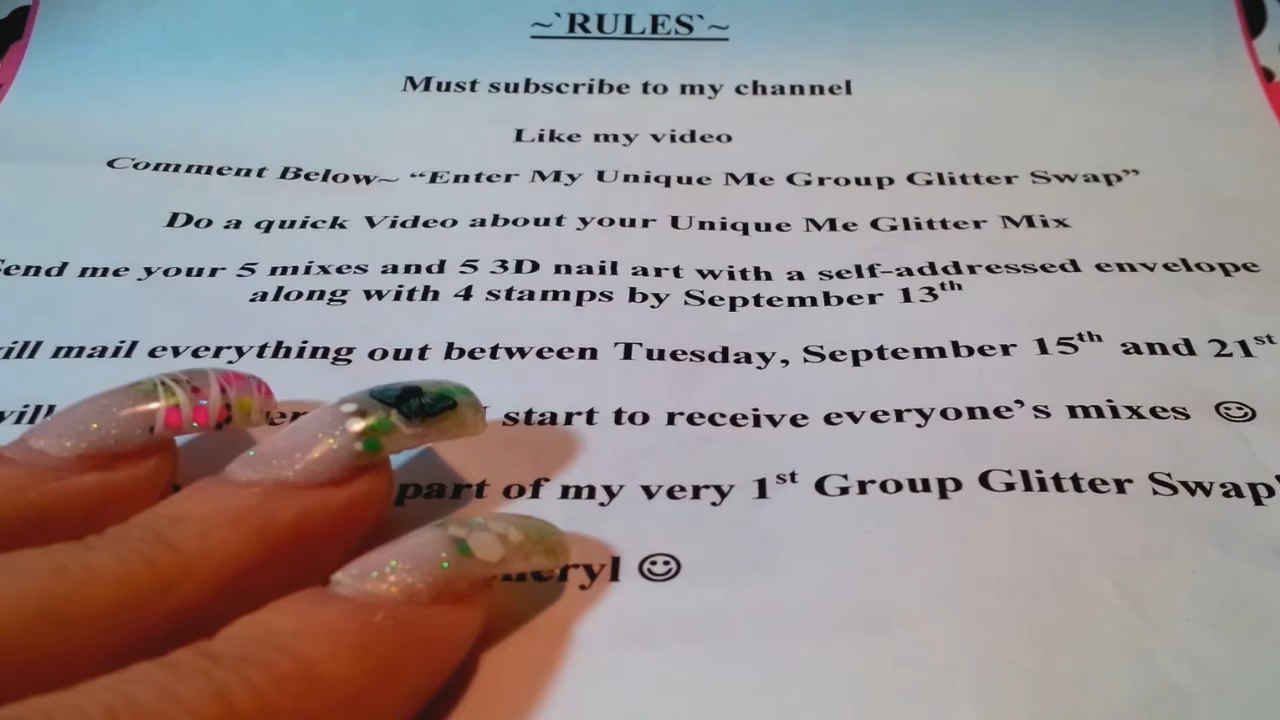 ~`RULES`~
Must subscribe to my channel
Like my video
Comment Below~ “Enter My Unique Me Group Glitter Swap”
Do a quick Video about your Unique Me Glitter Mix
Send me your 5 mixes and 5 3D nail art with a self-addressed envelope
along with 4 stamps by September 13th
mail everything out between Tuesday, September 15th and 21st
start to receive everyone’s mixes ☺
part of my very 1st Group Glitter Swap!
☺